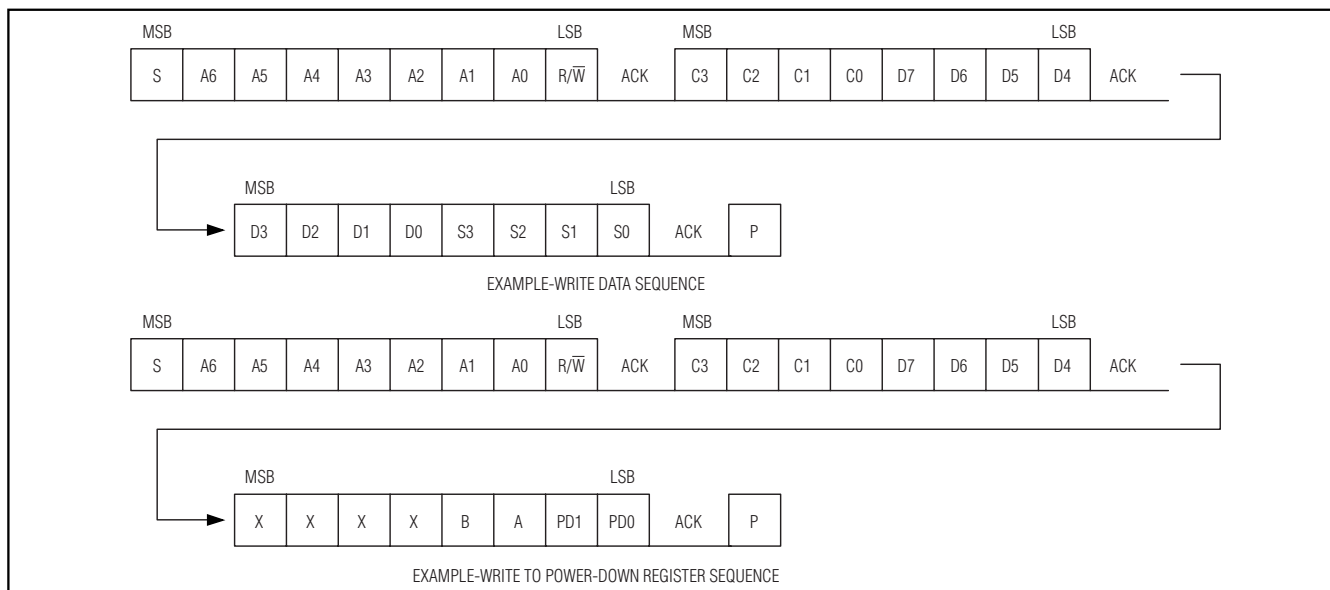 MSB LSB MSB LSB
S A6 A5 A4 A3 A2 A1 A0 R/W̅ ACK C3 C2 C1 C0 D7 D6 D5 D4 ACK
MSB LSB
D3 D2 D1 D0 S3 S2 S1 S0 ACK P
EXAMPLE-WRITE DATA SEQUENCE
MSB LSB MSB LSB
S A6 A5 A4 A3 A2 A1 A0 R/W̅ ACK C3 C2 C1 C0 D7 D6 D5 D4 ACK
MSB LSB
X X X X B A PD1 PD0 ACK P
EXAMPLE-WRITE TO POWER-DOWN REGISTER SEQUENCE